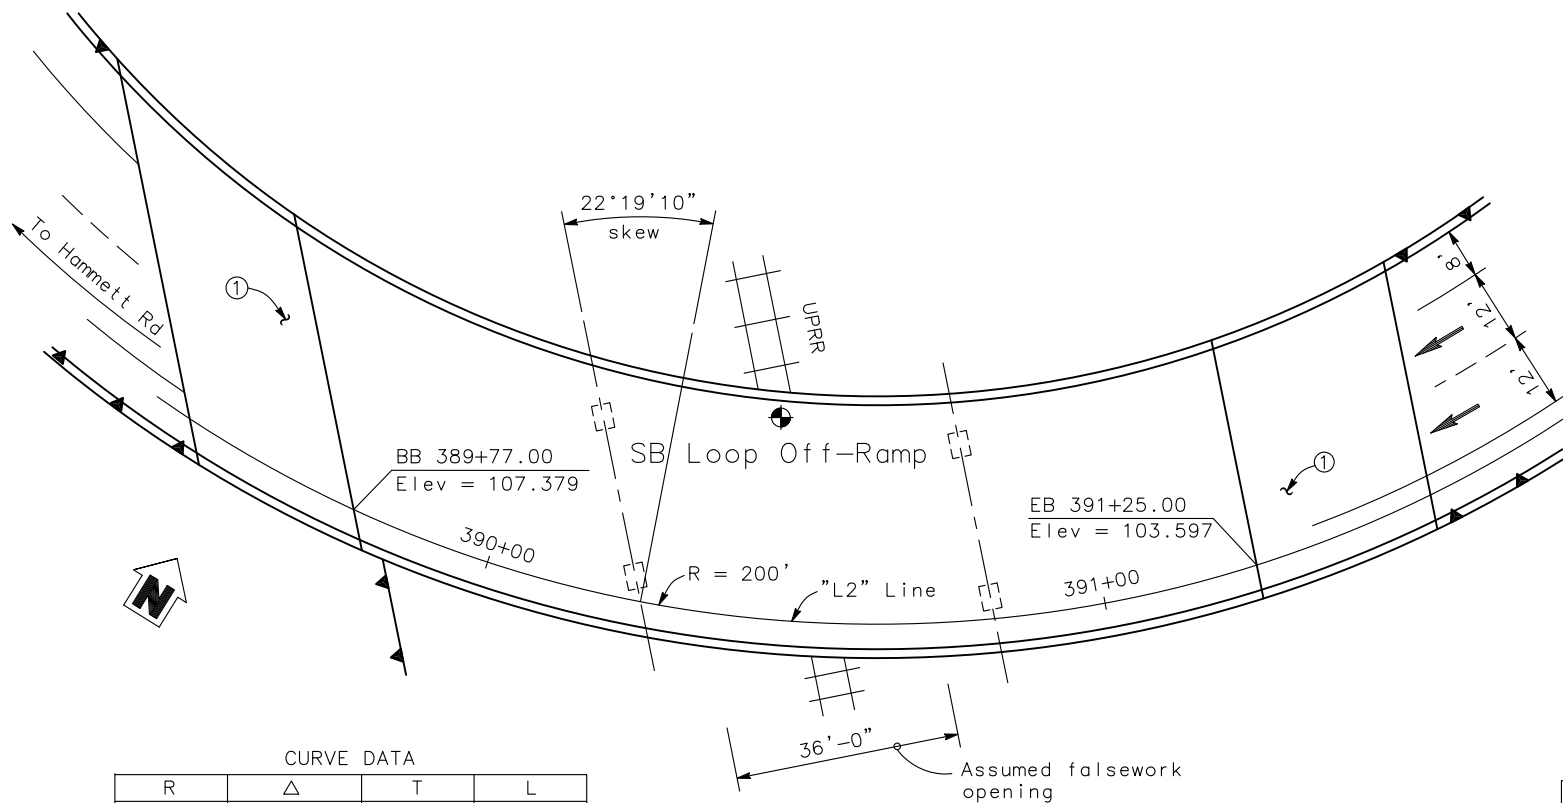 22°19'10"
skew
To Hammett Rd
1
UPRR
8'
12'
12'
SB Loop Off-Ramp
BB 389+77.00
Elev = 107.379
1
EB 391+25.00
Elev = 103.597
390+00
R = 200'
"L2" Line
391+00
N
36'-0"
Assumed falsework
opening
CURVE DATA
R △ T L